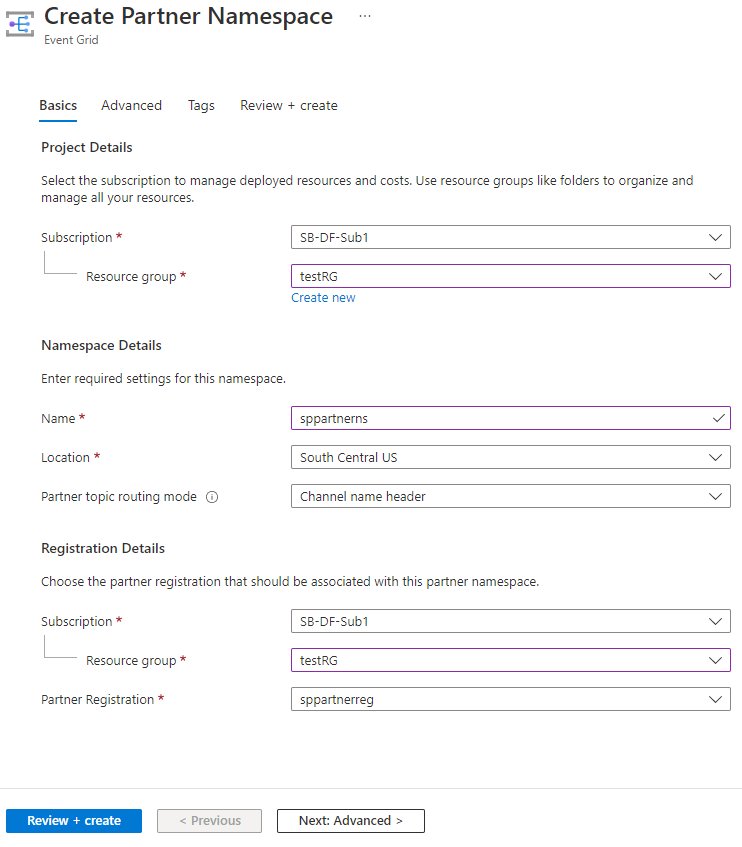 Create Partner Namespace ...
Event Grid
Basics Advanced Tags Review + create
Project Details
Select the subscription to manage deployed resources and costs. Use resource groups like folders to organize and
manage all your resources.
Subscription * SB-DF-Sub1
Resource group * testRG
Create new
Namespace Details
Enter required settings for this namespace.
Name * sppartnerns
Location * South Central US
Partner topic routing mode Channel name header
Registration Details
Choose the partner registration that should be associated with this partner namespace.
Subscription * SB-DF-Sub1
Resource group * testRG
Partner Registration * sppartnerreg
Review + create < Previous Next: Advanced >